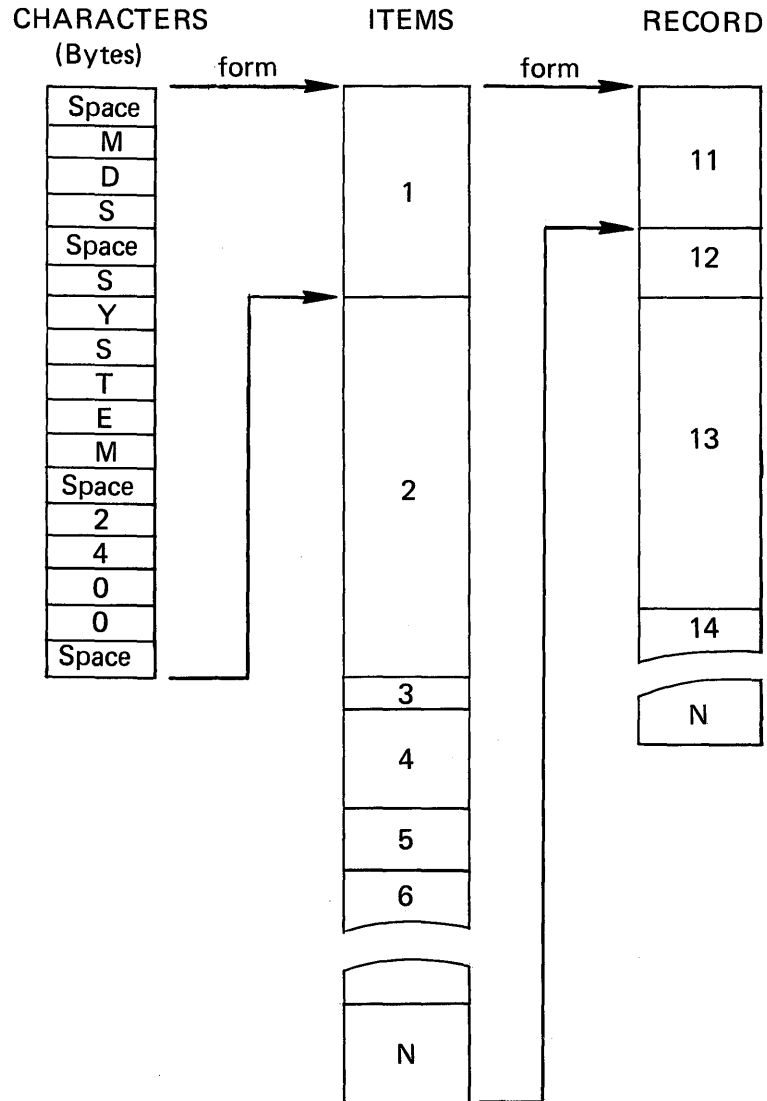 CHARACTERS
(Bytes)
Space
M
D
S
Space
S
Y
S
T
E
M
Space
2
4
0
0
Space
form
ITEMS
1
2
3
4
5
6
N
form
RECORD
11
12
13
14
N